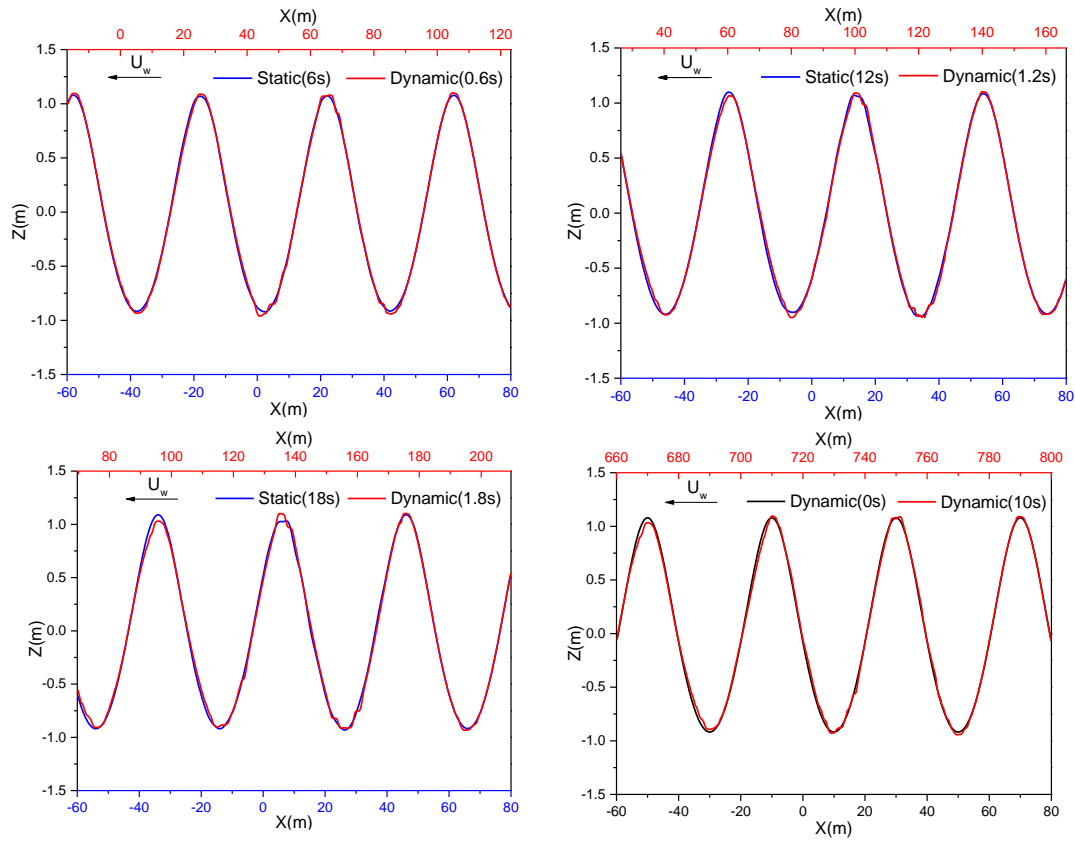 X(m)
0 20 40 60 80 100 120
1.5
U_w Static(6s) Dynamic(0.6s)
1.0
0.5
0.0
Z(m)
-0.5
-1.0
-1.5
-60 -40 -20 0 20 40 60 80
X(m)
X(m)
40 60 80 100 120 140 160
1.5
U_w Static(12s) Dynamic(1.2s)
1.0
0.5
0.0
Z(m)
-0.5
-1.0
-1.5
-60 -40 -20 0 20 40 60 80
X(m)
X(m)
80 100 120 140 160 180 200
1.5
U_w Static(18s) Dynamic(1.8s)
1.0
0.5
0.0
Z(m)
-0.5
-1.0
-1.5
-60 -40 -20 0 20 40 60 80
X(m)
X(m)
660 680 700 720 740 760 780 800
1.5
U_w Dynamic(0s) Dynamic(10s)
1.0
0.5
0.0
Z(m)
-0.5
-1.0
-1.5
-60 -40 -20 0 20 40 60 80
X(m)